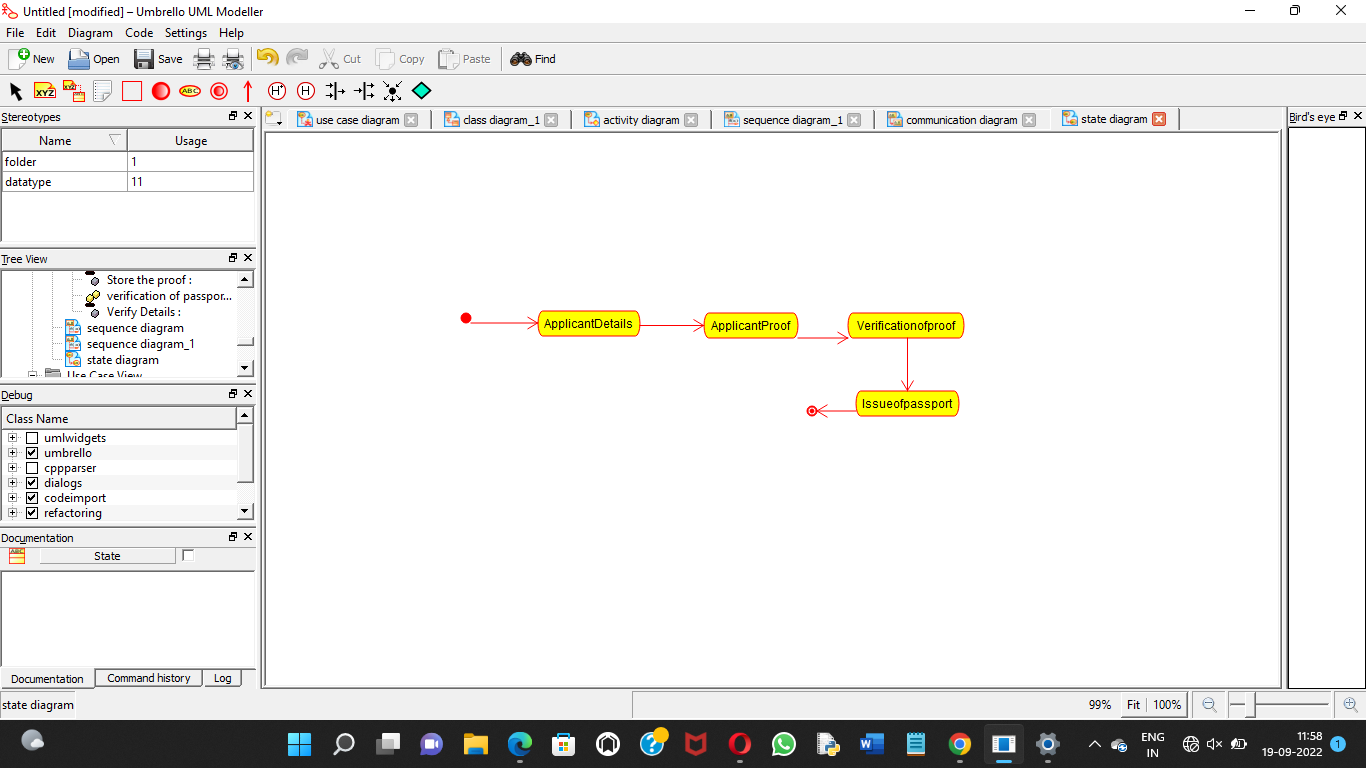 Untitled [modified] – Umbrello UML Modeller
File Edit Diagram Code Settings Help
New Open Save Cut Copy Paste Find
XYZ XYZ ABC H* H
Stereotypes
Name Usage
folder 1
datatype 11
Tree View
Store the proof :
verification of passpor...
Verify Details :
sequence diagram
sequence diagram_1
state diagram
Use Case View
Debug
Class Name
umlwidgets
umbrello
cppparser
dialogs
codeimport
refactoring
Documentation
ABC State
Documentation Command history Log
use case diagram class diagram_1 activity diagram sequence diagram_1 communication diagram state diagram
ApplicantDetails ApplicantProof Verificationofproof
Issueofpassport
Bird's eye
state diagram 99% Fit 100%
ENG
IN
11:58
19-09-2022
1